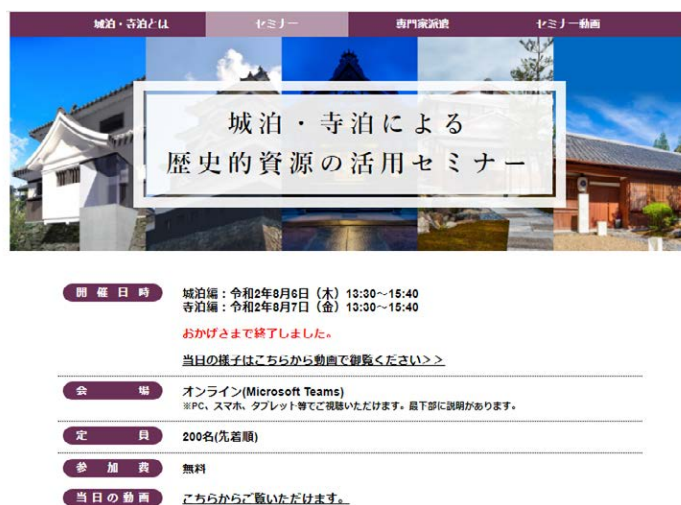 城泊・寺泊とは
セミナー
専門家派遣
セミナー動画
城泊・寺泊による
歴史的資源の活用セミナー
開催日時
城泊編：令和2年8月6日（木）13:30～15:40
寺泊編：令和2年8月7日（金）13:30～15:40
おかげさまで終了しました。
当日の様子はこちらから動画で御覧ください＞＞
会場
オンライン(Microsoft Teams)
※PC、スマホ、タブレット等でご視聴いただけます。最下部に説明があります。
定員
200名(先着順)
参加費
無料
当日の動画
こちらからご覧いただけます。